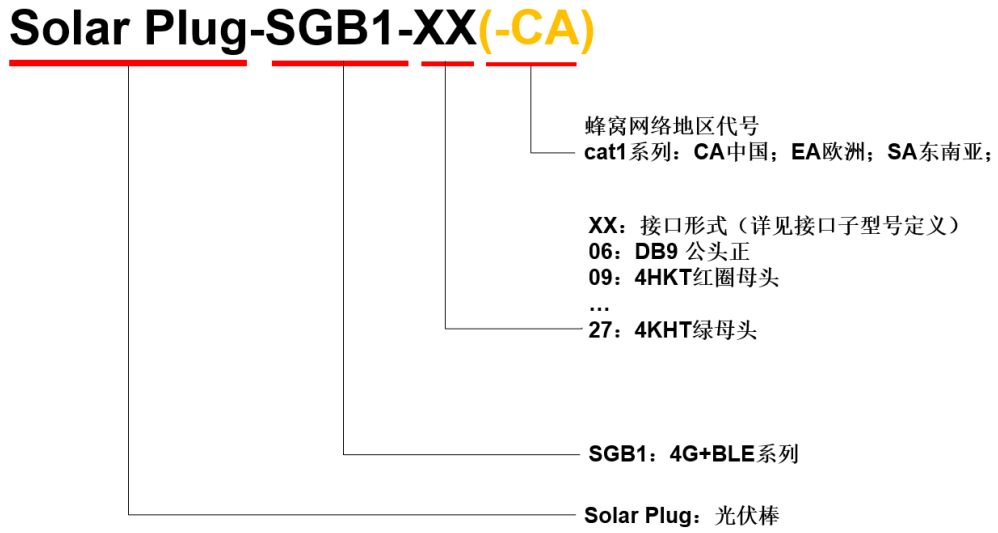 Solar Plug-SGB1-XX(-CA)
蜂窝网络地区代号
cat1系列：CA中国；EA欧洲；SA东南亚；
XX：接口形式（详见接口子型号定义）
06：DB9 公头正
09：4HKT红圈母头
…
27：4KHT绿母头
SGB1：4G+BLE系列
Solar Plug：光伏棒